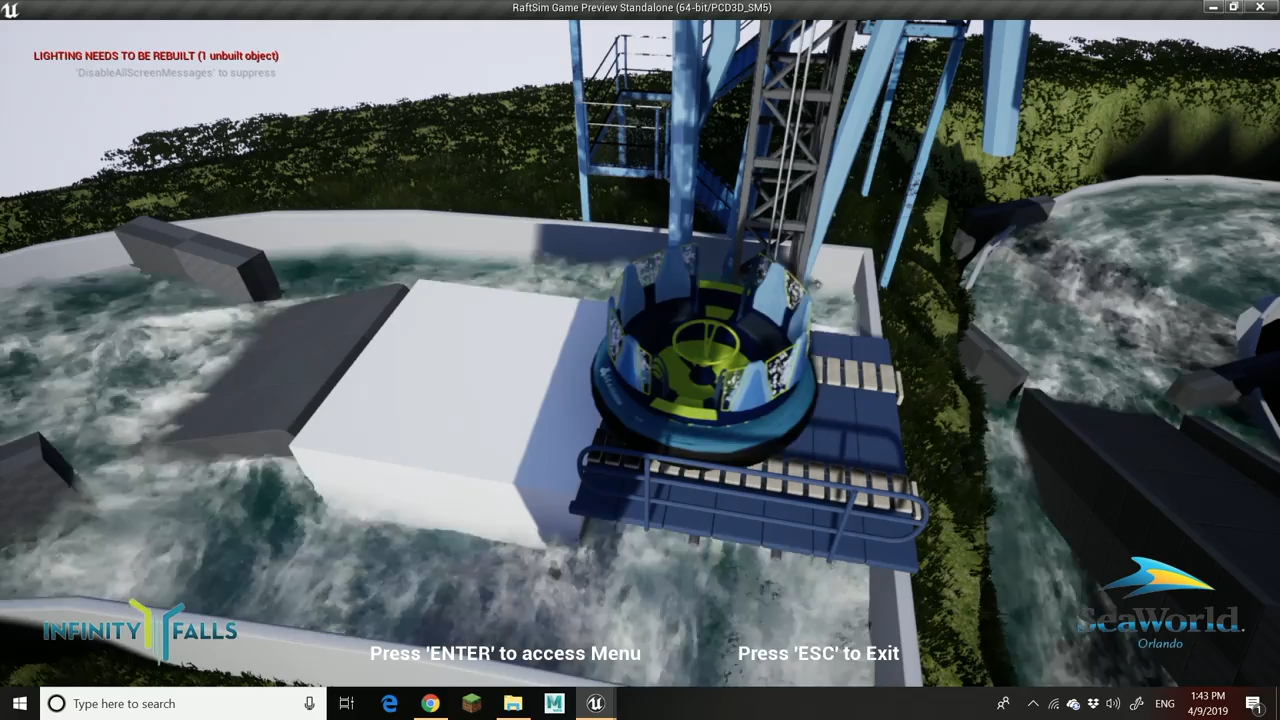 RaftSim Game Preview Standalone (64-bit/PCD3D_SM5)
LIGHTING NEEDS TO BE REBUILT (1 unbuilt object)
'DisableAllScreenMessages' to suppress
INFINITY FALLS
SeaWorld.
Orlando
Press 'ENTER' to access Menu
Press 'ESC' to Exit
Type here to search
ENG
1:43 PM
4/9/2019
1